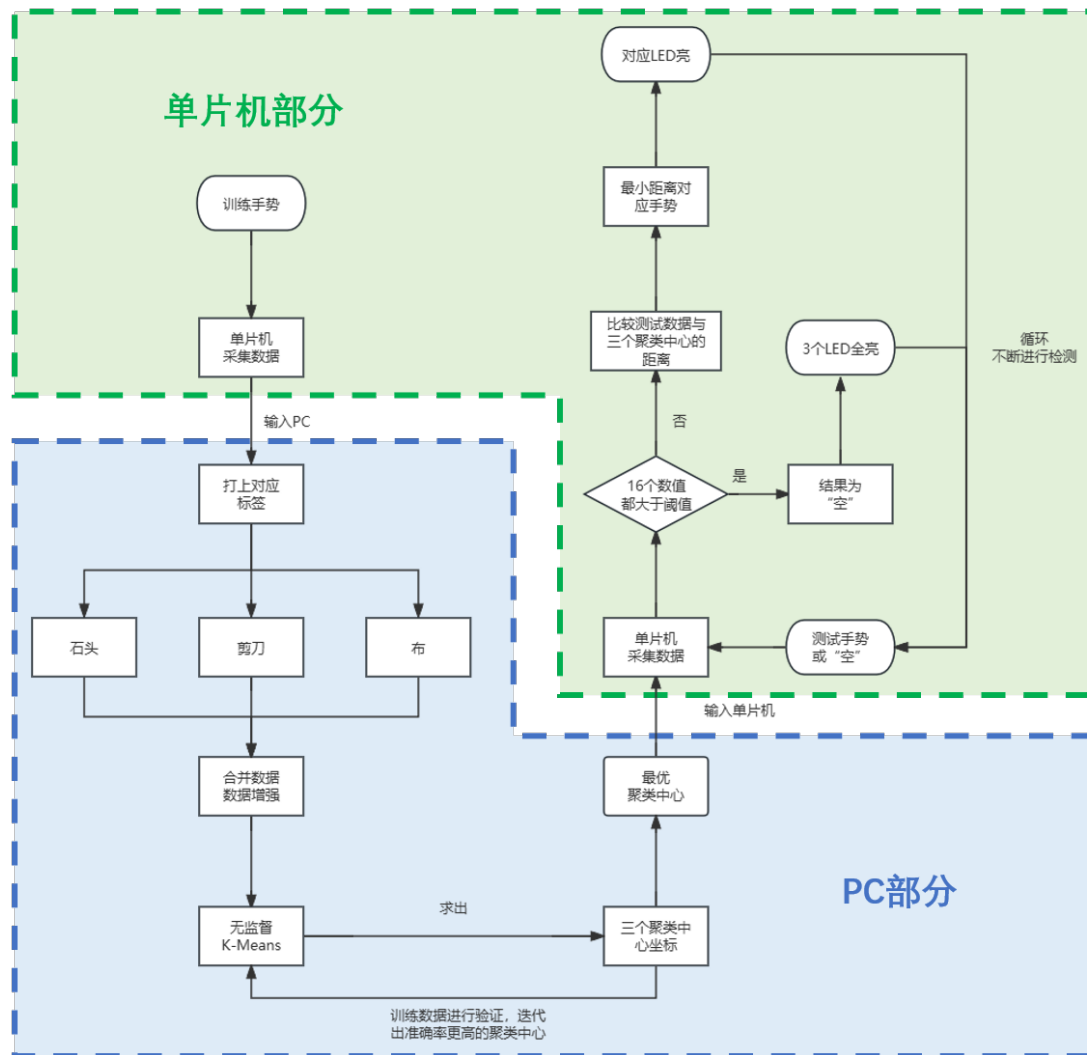 单片机部分
训练手势
单片机
采集数据
输入PC
打上对应
标签
石头
剪刀
布
合并数据
数据增强
无监督
K-Means
求出
三个聚类中
心坐标
训练数据进行验证，迭代
出准确率更高的聚类中心
最优
聚类中心
PC部分
输入单片机
单片机
采集数据
测试手势
或“空”
16个数值
都大于阈值
是
结果为
“空”
3个LED全亮
否
比较测试数据与
三个聚类中心的
距离
最小距离对
应手势
对应LED亮
循环
不断进行检测